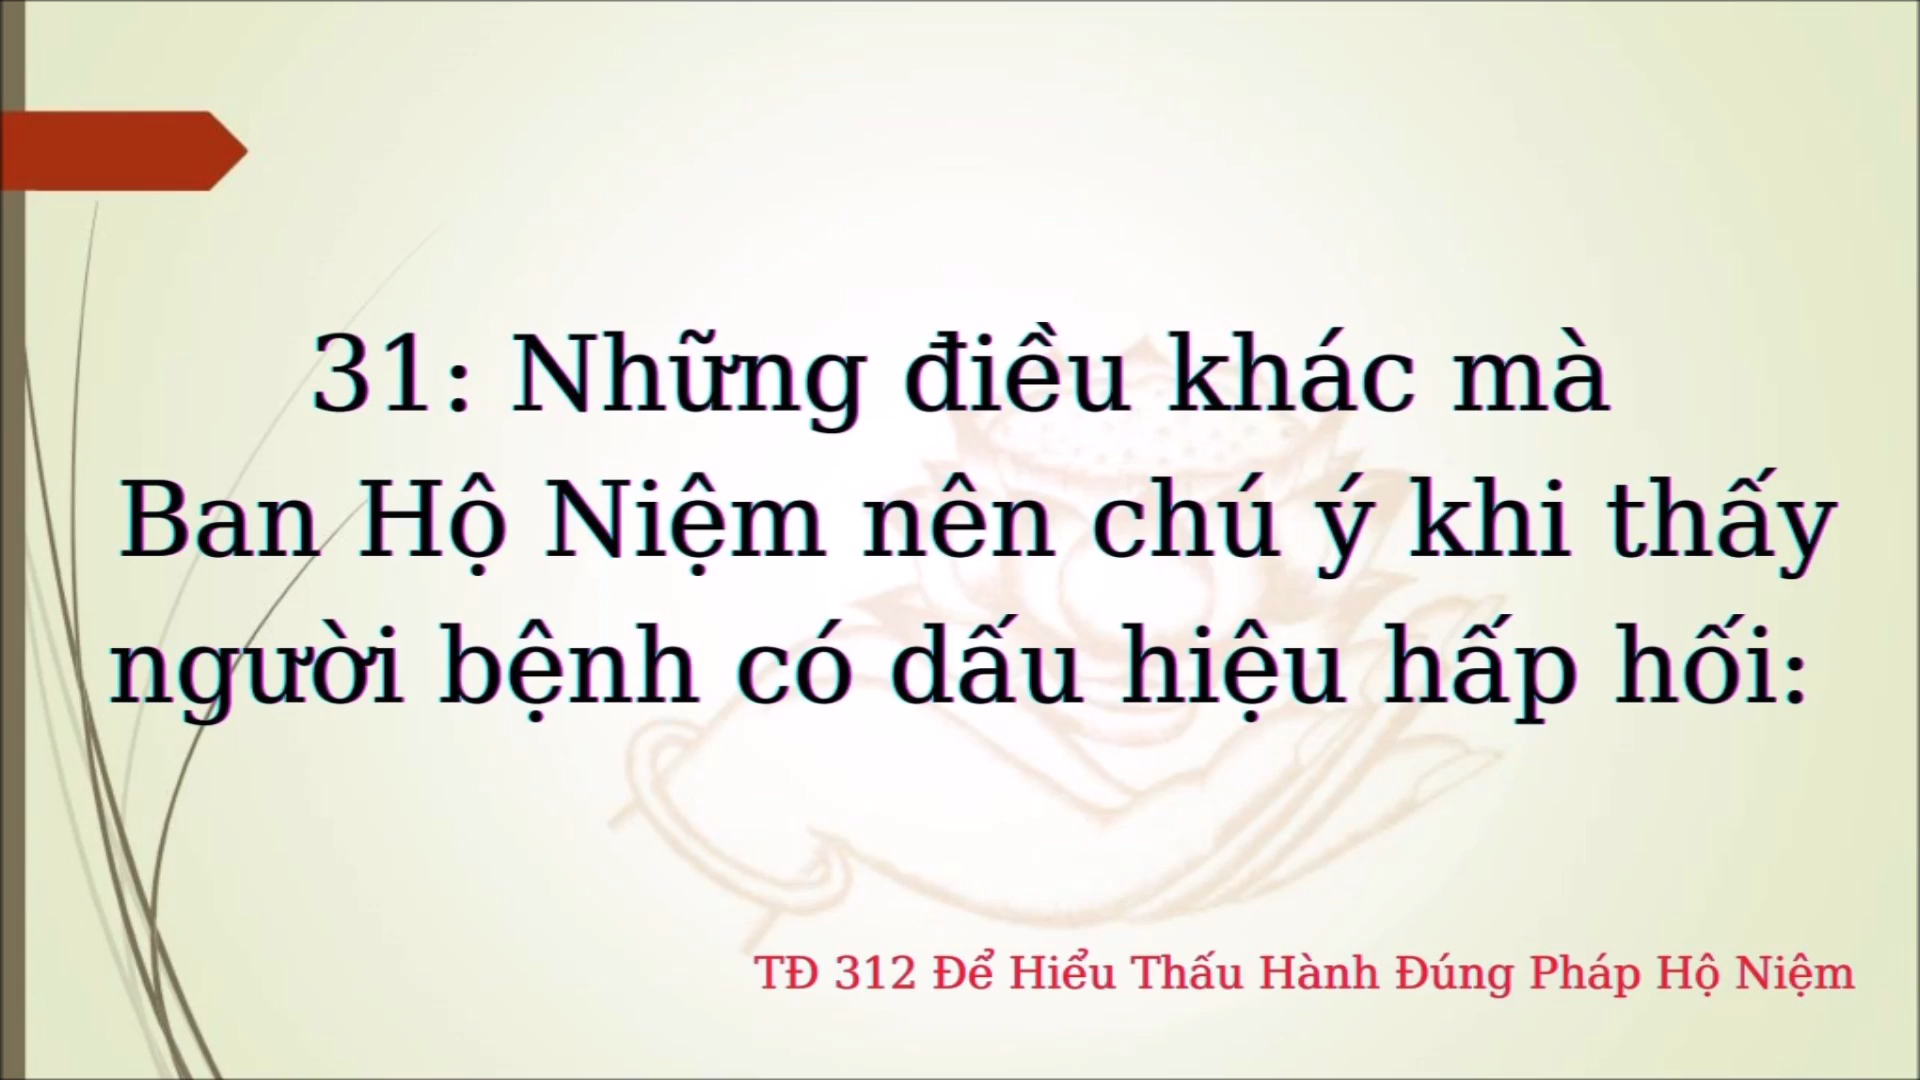 31: Những điều khác mà
Ban Hộ Niệm nên chú ý khi thấy
người bệnh có dấu hiệu hấp hối:
TĐ 312 Để Hiểu Thấu Hành Đúng Pháp Hộ Niệm